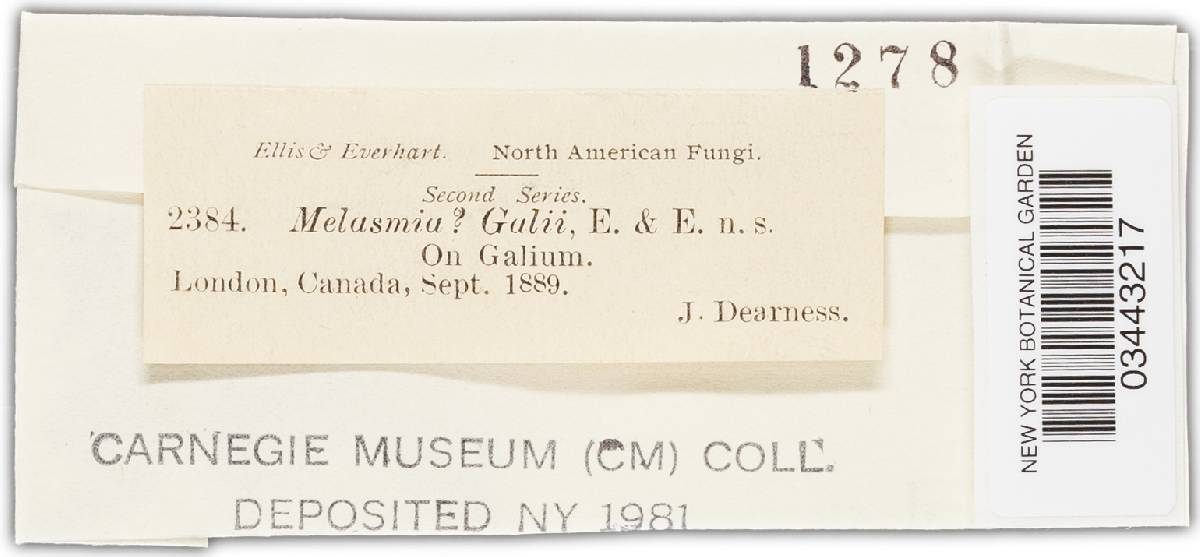 1278
Ellis & Everhart. North American Fungi.
Second Series.
2384. Melasmia? Galii, E. & E. n. s.
On Galium.
London, Canada, Sept. 1889.
J. Dearness.
CARNEGIE MUSEUM (CM) COLL.
DEPOSITED NY 1981
NEW YORK BOTANICAL GARDEN
03443217